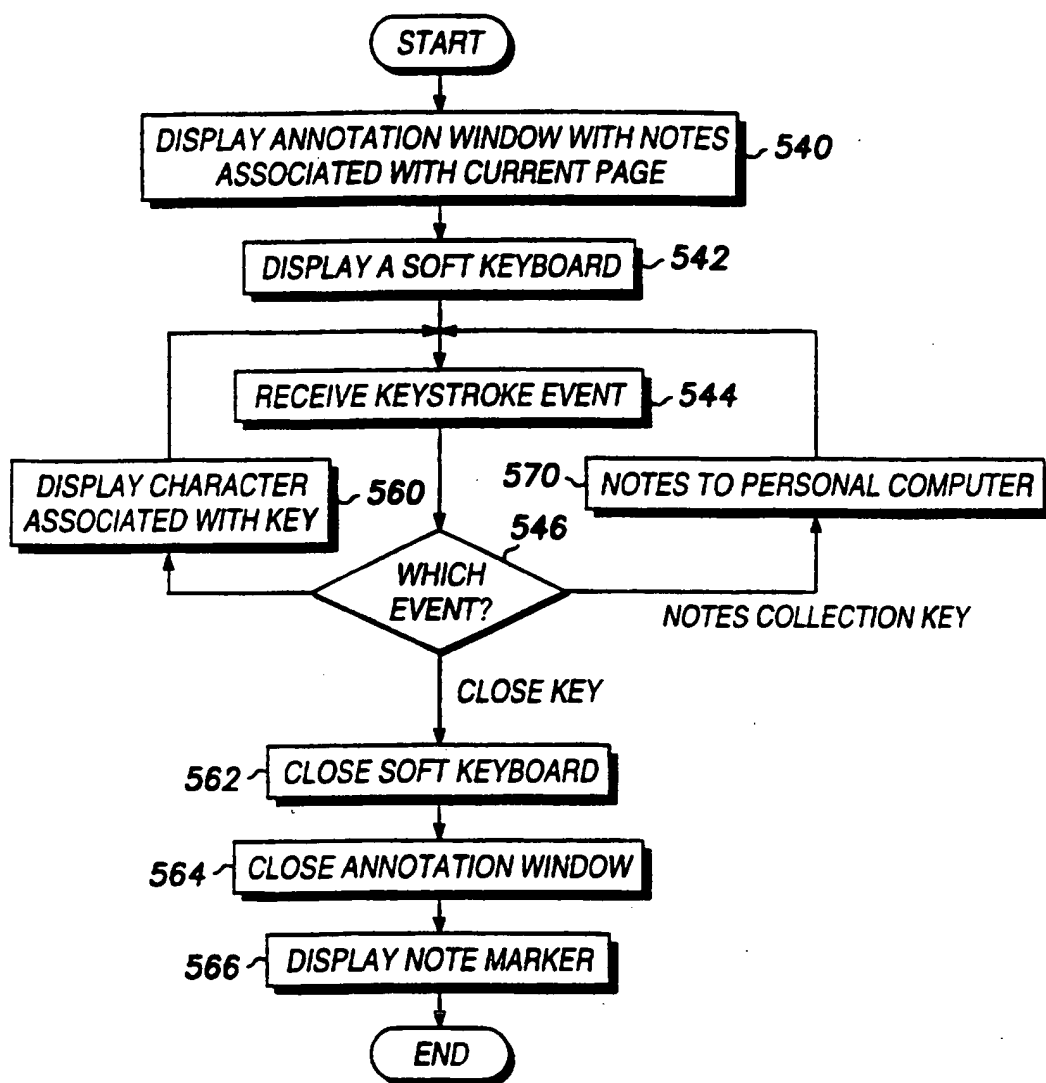 START
DISPLAY ANNOTATION WINDOW WITH NOTES
ASSOCIATED WITH CURRENT PAGE
540
DISPLAY A SOFT KEYBOARD
542
RECEIVE KEYSTROKE EVENT
544
DISPLAY CHARACTER
ASSOCIATED WITH KEY
560
570
NOTES TO PERSONAL COMPUTER
546
WHICH
EVENT?
NOTES COLLECTION KEY
CLOSE KEY
562
CLOSE SOFT KEYBOARD
564
CLOSE ANNOTATION WINDOW
566
DISPLAY NOTE MARKER
END